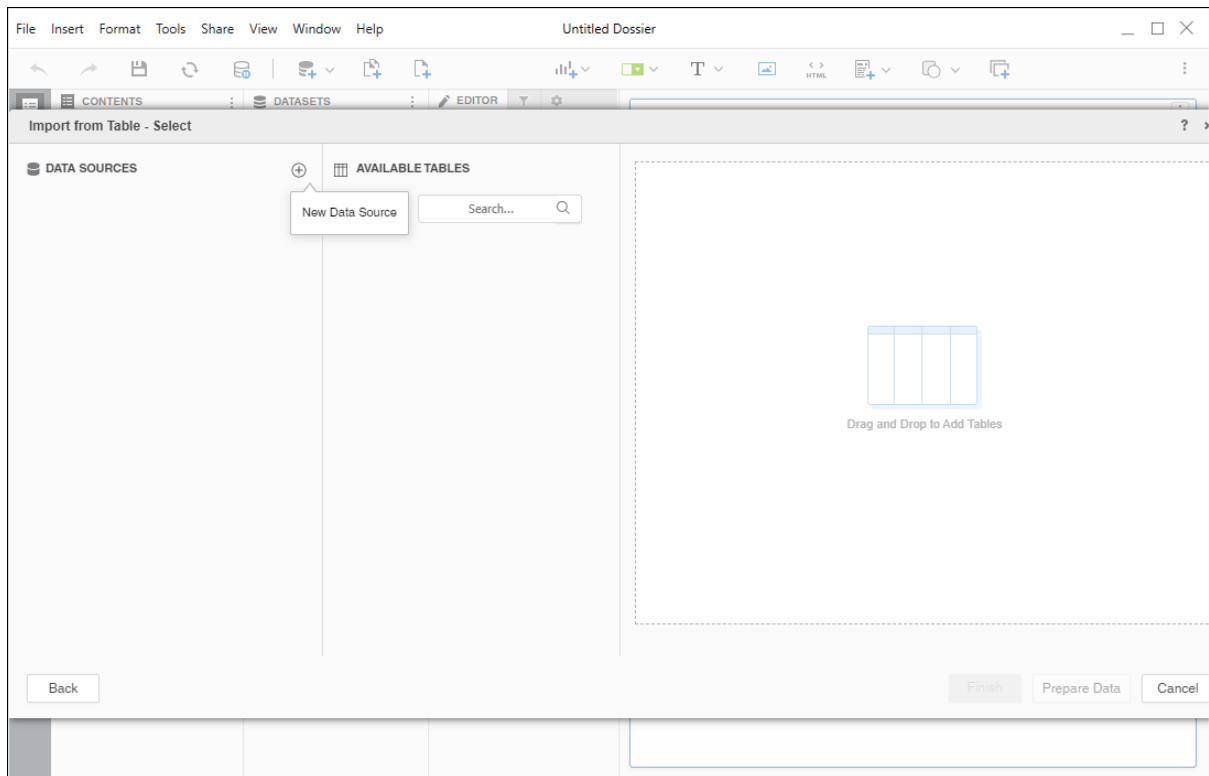 File Insert Format Tools Share View Window Help Untitled Dossier
T HTML
CONTENTS DATASETS EDITOR
Import from Table - Select ?
DATA SOURCES AVAILABLE TABLES
New Data Source Search...
Drag and Drop to Add Tables
Back Finish Prepare Data Cancel